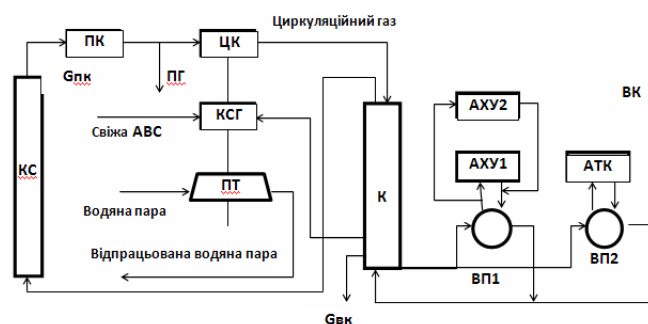 Циркуляційний газ
ПК
ЦК
Gпк
ПГ
АХУ2
ВК
КСГ
Свіжа АВС
КС
АХУ1
АТК
ПТ
К
Водяна пара
Відпрацьована водяна пара
ВП1
ВП2
Gвк